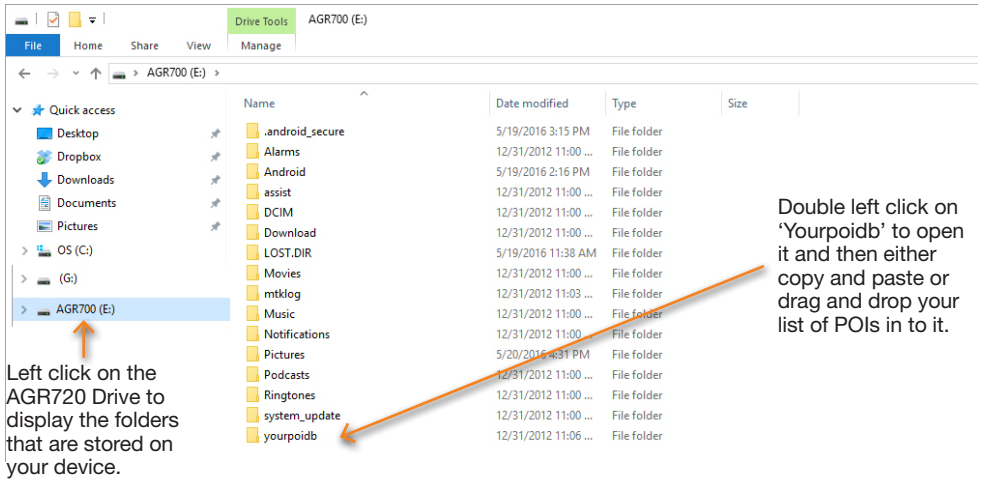 Drive Tools AGR700 (E:)
File Home Share View Manage
AGR700 (E:)
Quick access
Desktop
Dropbox
Downloads
Documents
Pictures
OS (C:)
(G:)
AGR700 (E:)
Left click on the
AGR720 Drive to
display the folders
that are stored on
your device.
Name Date modified Type Size
.android_secure 5/19/2016 3:15 PM File folder
Alarms 12/31/2012 11:00 ... File folder
Android 5/19/2016 2:16 PM File folder
assist 12/31/2012 11:00 ... File folder
DCIM 12/31/2012 11:00 ... File folder
Download 12/31/2012 11:00 ... File folder
LOST.DIR 5/19/2016 11:38 AM File folder
Movies 12/31/2012 11:00 ... File folder
mtklog 12/31/2012 11:03 ... File folder
Music 12/31/2012 11:00 ... File folder
Notifications 12/31/2012 11:00 ... File folder
Pictures 5/20/2016 4:31 PM File folder
Podcasts 12/31/2012 11:00 ... File folder
Ringtones 12/31/2012 11:00 ... File folder
system_update 12/31/2012 11:00 ... File folder
yourpoidb 12/31/2012 11:06 ... File folder
Double left click on
‘Yourpoidb’ to open
it and then either
copy and paste or
drag and drop your
list of POIs in to it.